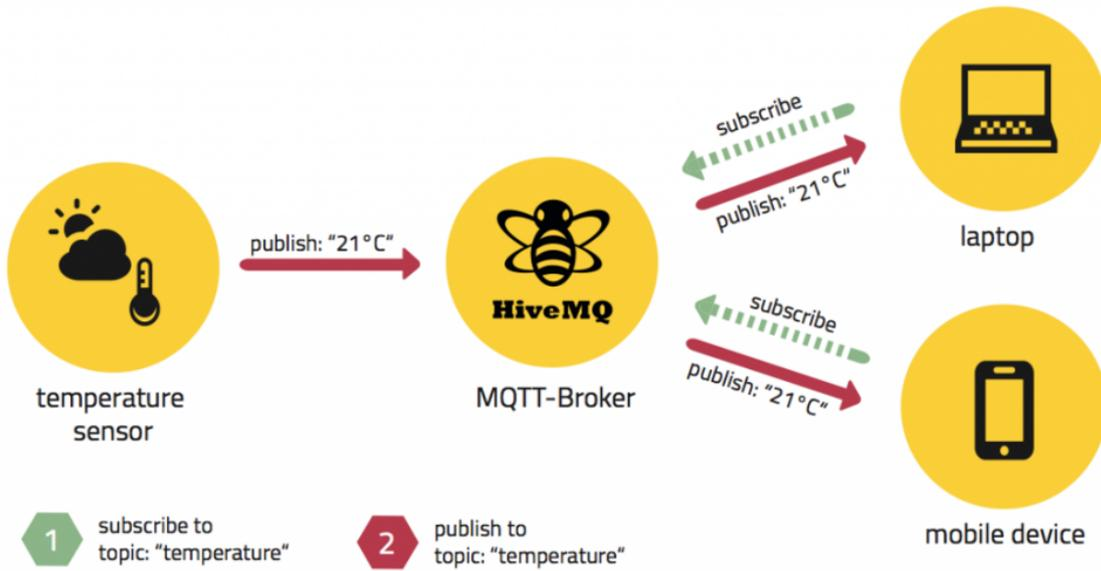 subscribe
publish: “21°C“
laptop
publish: “21°C“
HiveMQ
temperature
sensor
MQTT-Broker
subscribe
publish: “21°C“
mobile device
1
subscribe to
topic: “temperature“
2
publish to
topic: “temperature“